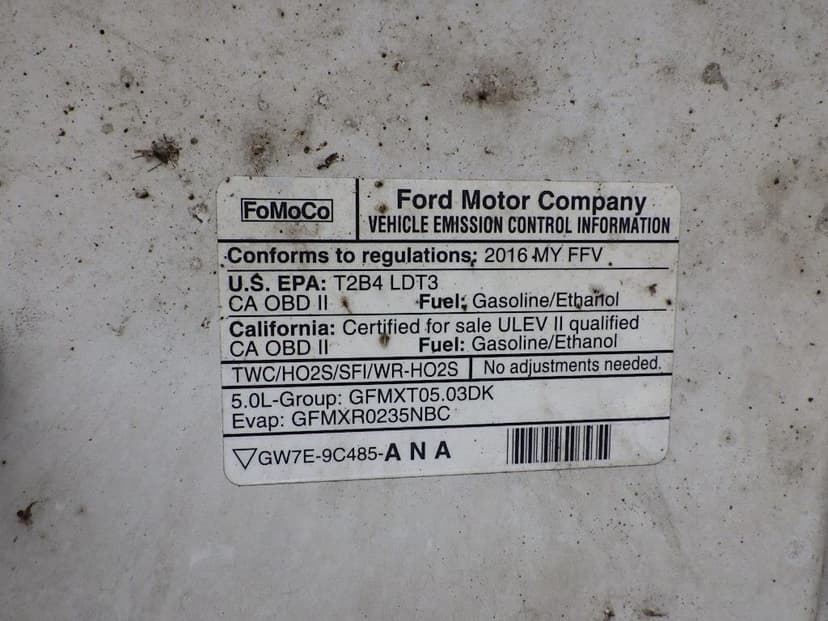 FoMoCo
Ford Motor Company
VEHICLE EMISSION CONTROL INFORMATION
Conforms to regulations: 2016 MY FFV
U.S. EPA: T2B4 LDT3
CA OBD II Fuel: Gasoline/Ethanol
California: Certified for sale ULEV II qualified
CA OBD II Fuel: Gasoline/Ethanol
TWC/HO2S/SFI/WR-HO2S No adjustments needed.
5.0L-Group: GFMXT05.03DK
Evap: GFMXR0235NBC
▽GW7E-9C485-A N A